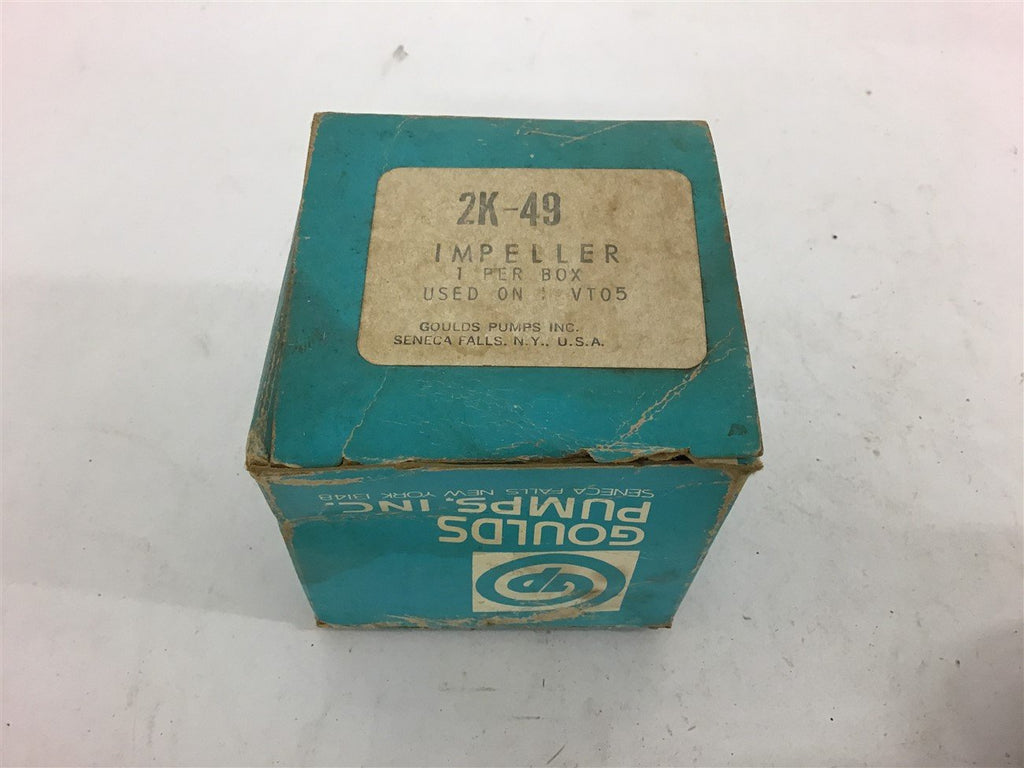 2K-49
IMPELLER
1 PER BOX
USED ON : VT05
GOULDS PUMPS INC.
SENECA FALLS, N.Y., U.S.A.
GOULDS
PUMPS, INC.
SENECA FALLS NEW YORK 13148
GP